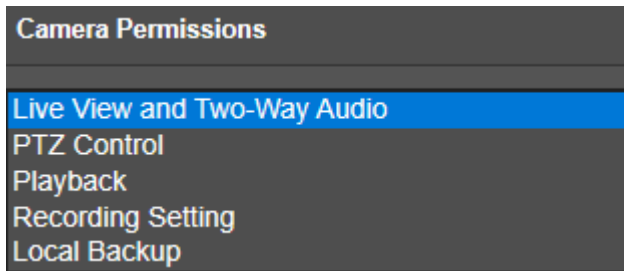 Camera Permissions
Live View and Two-Way Audio
PTZ Control
Playback
Recording Setting
Local Backup